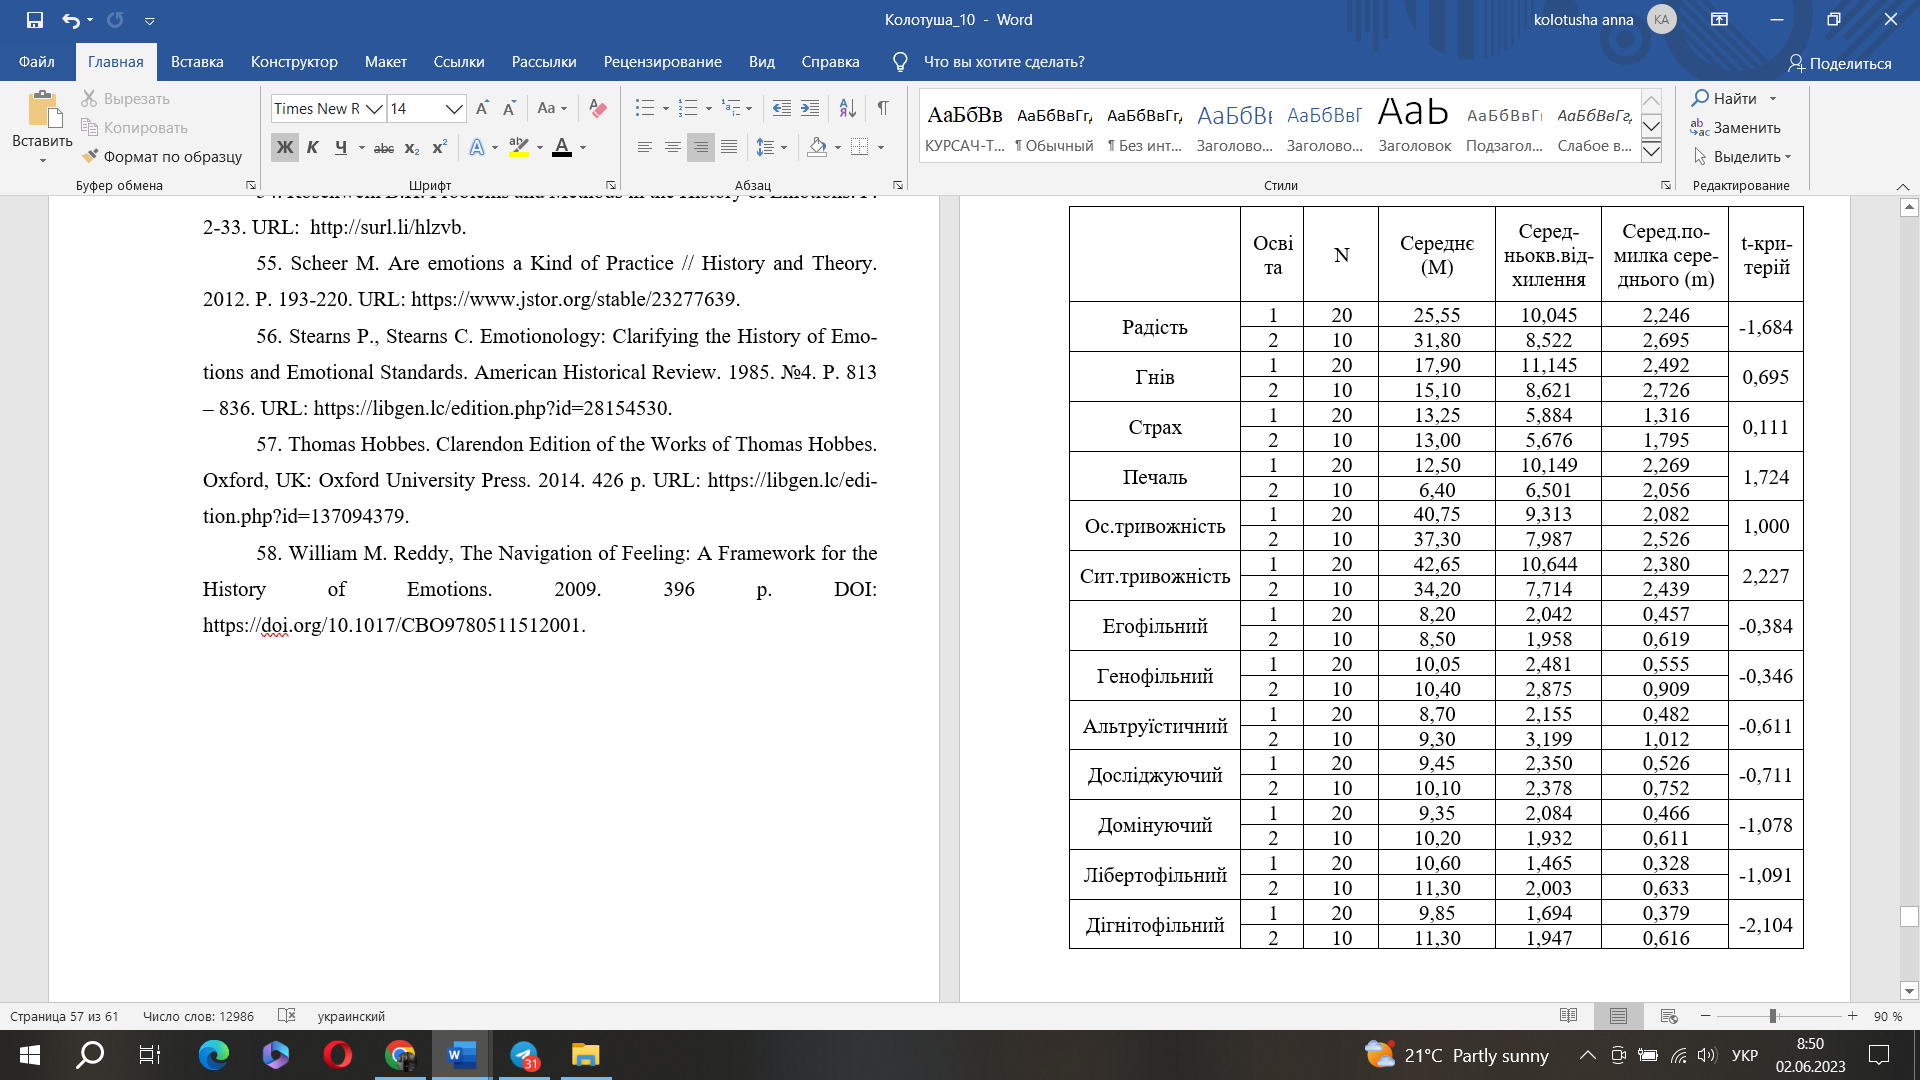 Колотуша_10 - Word
kolotusha anna
KA
Файл
Главная
Вставка
Конструктор
Макет
Ссылки
Рассылки
Рецензирование
Вид
Справка
Что вы хотите сделать?
Поделиться
Вставить
Вырезать
Копировать
Формат по образцу
Буфер обмена
Times New R
14
Шрифт
Абзац
АаБбВв
АаБбВвГг,
АаБбВвГг,
АаБбВı
АаБбВвГ
АаЬ
АаБбВвГı
АаБбВвГг,
КУРСАЧ-Т...
¶ Обычный
¶ Без инт...
Заголово...
Заголово...
Заголовок
Подзагол...
Слабое в...
Стили
Найти
Заменить
Выделить
Редактирование
2-33. URL: http://surl.li/hlzvb.
55. Scheer M. Are emotions a Kind of Practice // History and Theory.
2012. P. 193-220. URL: https://www.jstor.org/stable/23277639.
56. Stearns P., Stearns C. Emotionology: Clarifying the History of Emo-
tions and Emotional Standards. American Historical Review. 1985. №4. P. 813
– 836. URL: https://libgen.lc/edition.php?id=28154530.
57. Thomas Hobbes. Clarendon Edition of the Works of Thomas Hobbes.
Oxford, UK: Oxford University Press. 2014. 426 p. URL: https://libgen.lc/edi-
tion.php?id=137094379.
58. William M. Reddy, The Navigation of Feeling: A Framework for the
History of Emotions. 2009. 396 p. DOI:
https://doi.org/10.1017/CBO9780511512001.
Осві
та
N
Середнє
(М)
Серед-
ньокв.від-
хилення
Серед.по-
милка сере-
днього (m)
t-кри-
терій
Радість 1 20 25,55 10,045 2,246 -1,684
2 10 31,80 8,522 2,695
Гнів 1 20 17,90 11,145 2,492 0,695
2 10 15,10 8,621 2,726
Страх 1 20 13,25 5,884 1,316 0,111
2 10 13,00 5,676 1,795
Печаль 1 20 12,50 10,149 2,269 1,724
2 10 6,40 6,501 2,056
Ос.тривожність 1 20 40,75 9,313 2,082 1,000
2 10 37,30 7,987 2,526
Сит.тривожність 1 20 42,65 10,644 2,380 2,227
2 10 34,20 7,714 2,439
Егофільний 1 20 8,20 2,042 0,457 -0,384
2 10 8,50 1,958 0,619
Генофільний 1 20 10,05 2,481 0,555 -0,346
2 10 10,40 2,875 0,909
Альтруїстичний 1 20 8,70 2,155 0,482 -0,611
2 10 9,30 3,199 1,012
Досліджуючий 1 20 9,45 2,350 0,526 -0,711
2 10 10,10 2,378 0,752
Домінуючий 1 20 9,35 2,084 0,466 -1,078
2 10 10,20 1,932 0,611
Лібертофільний 1 20 10,60 1,465 0,328 -1,091
2 10 11,30 2,003 0,633
Дігнітофільний 1 20 9,85 1,694 0,379 -2,104
2 10 11,30 1,947 0,616
Страница 57 из 61
Число слов: 12986
украинский
90 %
31
21°C Partly sunny
УКР
8:50
02.06.2023